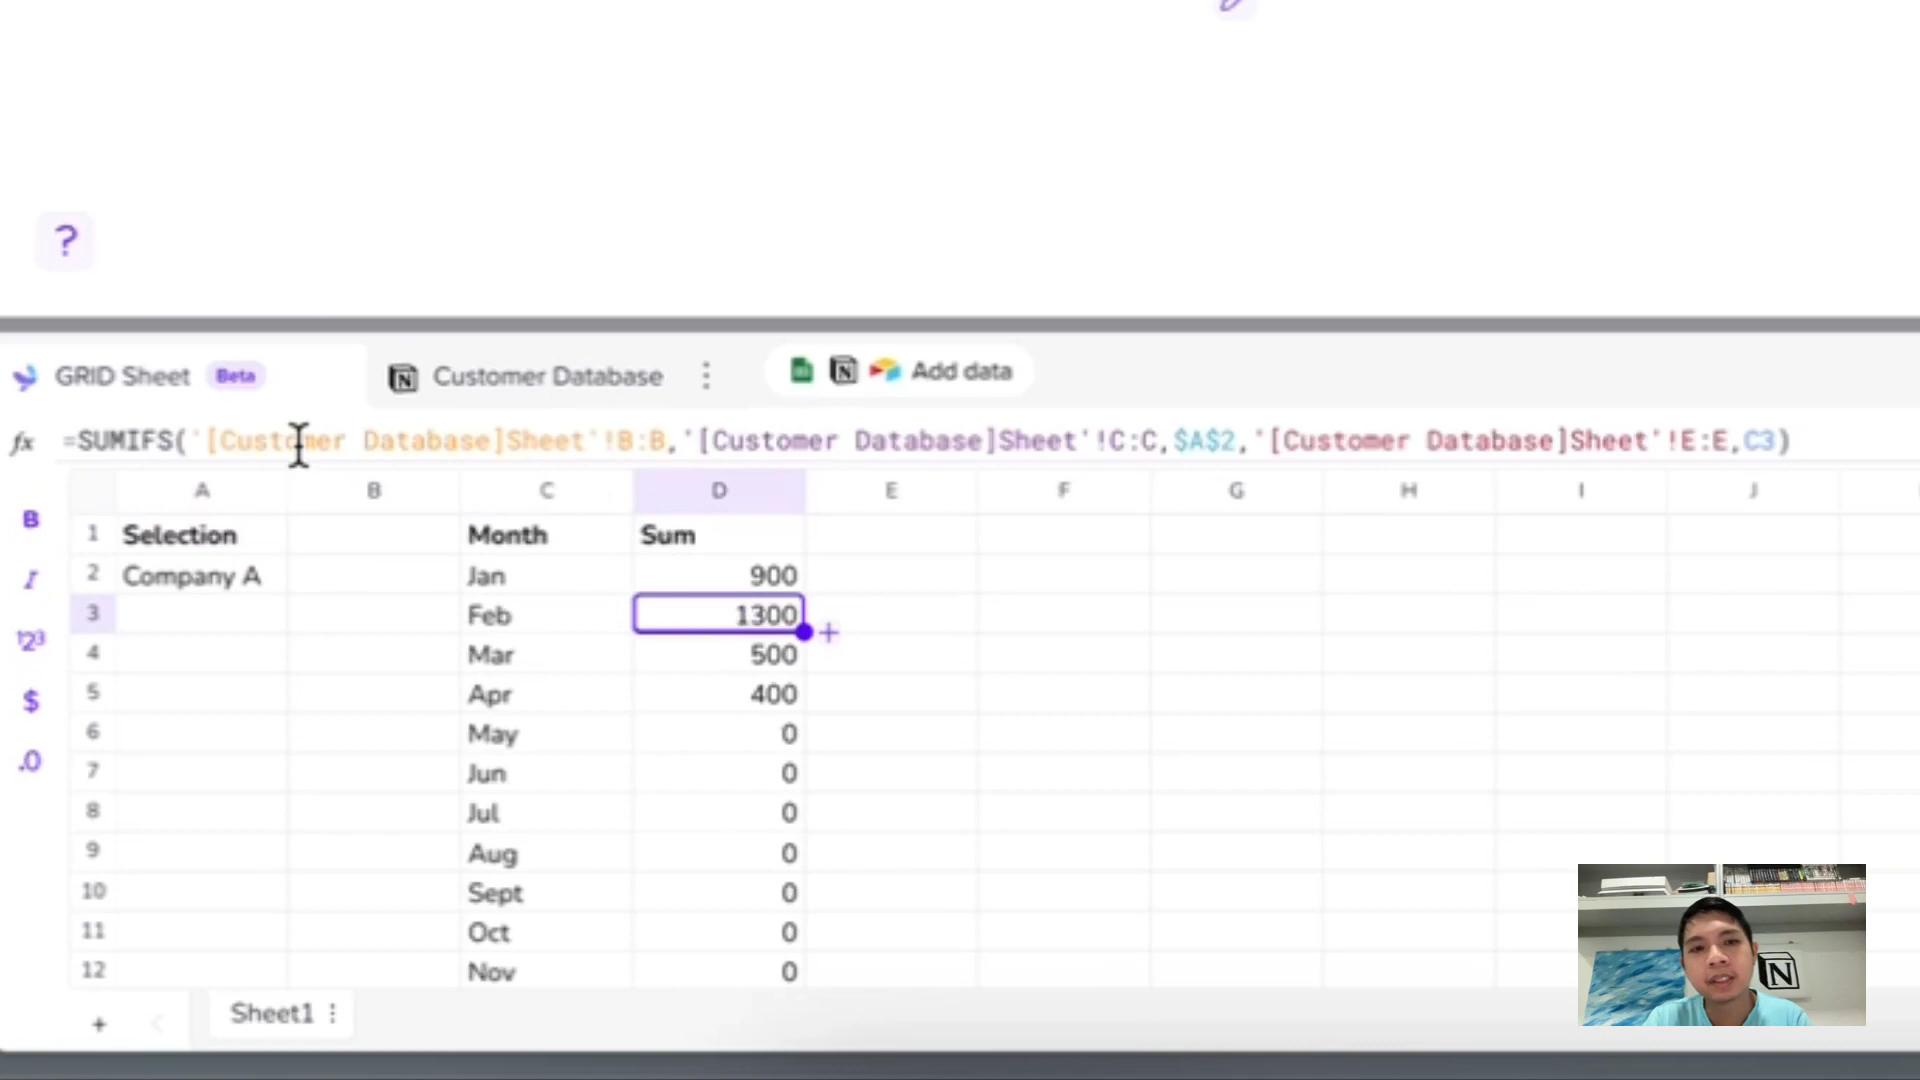 ?
GRID Sheet Beta
Customer Database
Add data
fx =SUMIFS('[Customer Database]Sheet'!B:B,'[Customer Database]Sheet'!C:C,$A$2,'[Customer Database]Sheet'!E:E,C3)
A B C D E F G H I J
1 Selection Month Sum
2 Company A Jan 900
3 Feb 1300
4 Mar 500
5 Apr 400
6 May 0
7 Jun 0
8 Jul 0
9 Aug 0
10 Sept 0
11 Oct 0
12 Nov 0
B
I
123
$
.0
+ < Sheet1
N